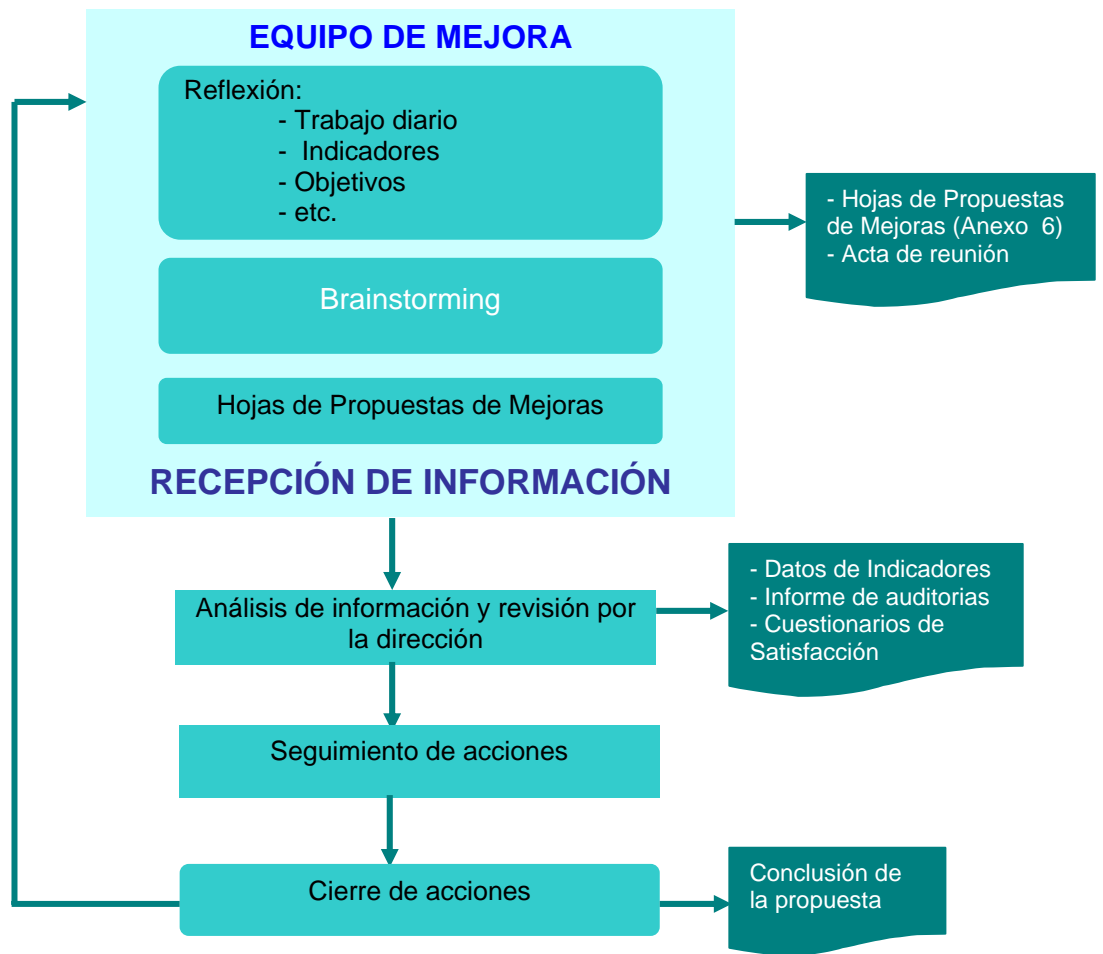 EQUIPO DE MEJORA
Reflexión:
- Trabajo diario
- Indicadores
- Objetivos
- etc.
- Hojas de Propuestas
de Mejoras (Anexo 6)
- Acta de reunión
Brainstorming
Hojas de Propuestas de Mejoras
RECEPCIÓN DE INFORMACIÓN
Análisis de información y revisión por
la dirección
- Datos de Indicadores
- Informe de auditorias
- Cuestionarios de
Satisfacción
Seguimiento de acciones
Cierre de acciones
Conclusión de
la propuesta